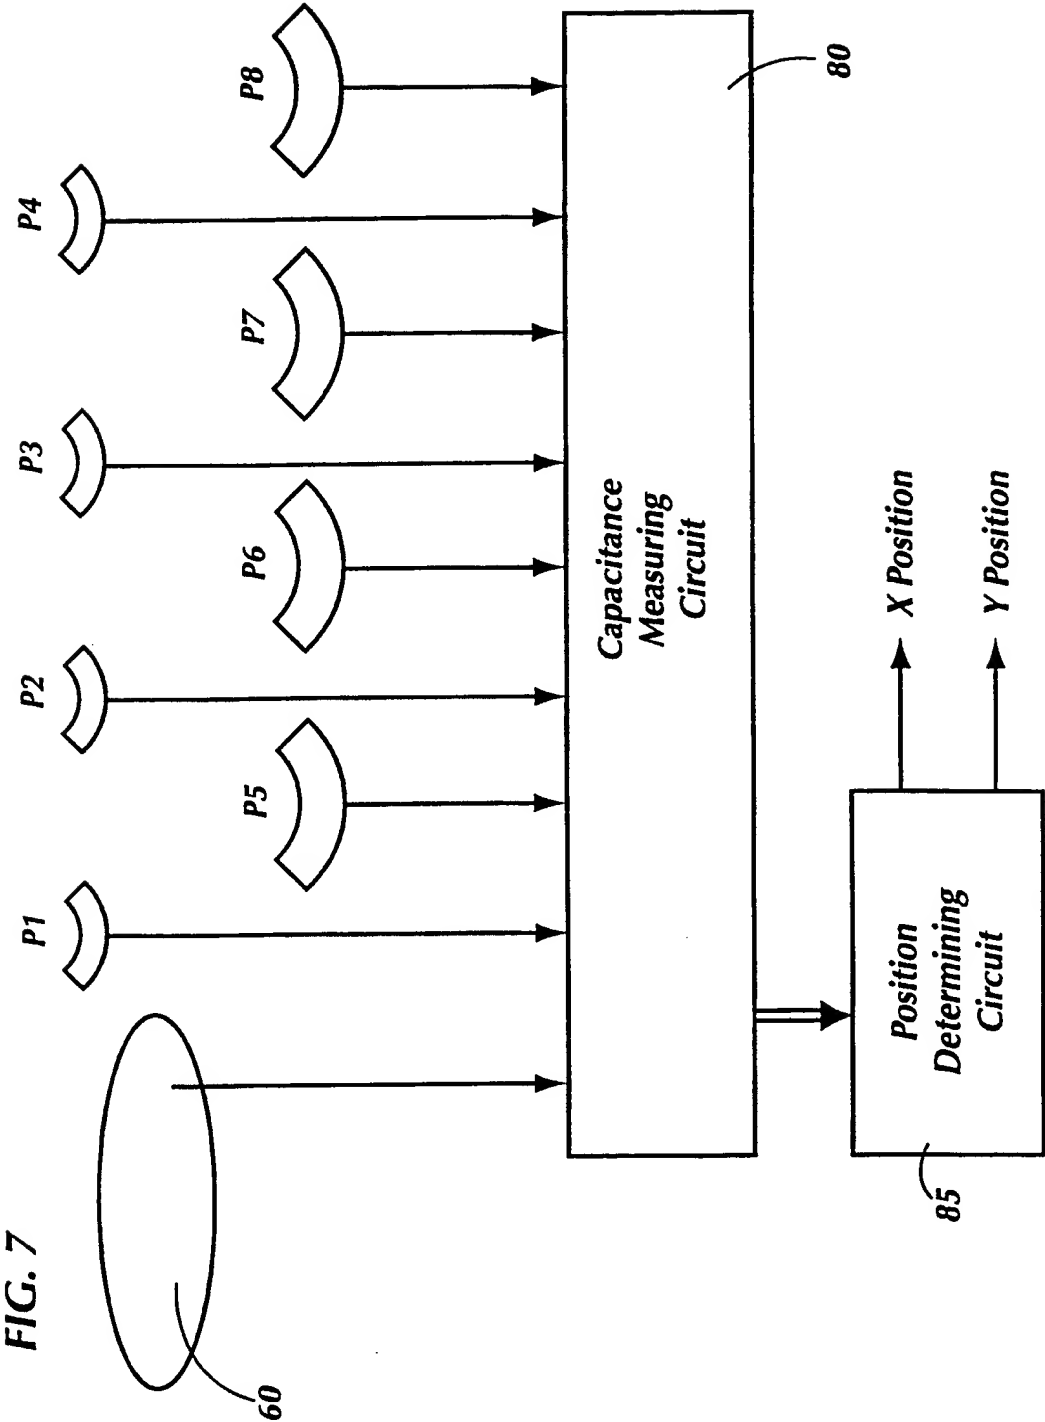 FIG. 7
60
P1
P2
P3
P4
P5
P6
P7
P8
Capacitance
Measuring
Circuit
80
Position
Determining
Circuit
85
X Position
Y Position